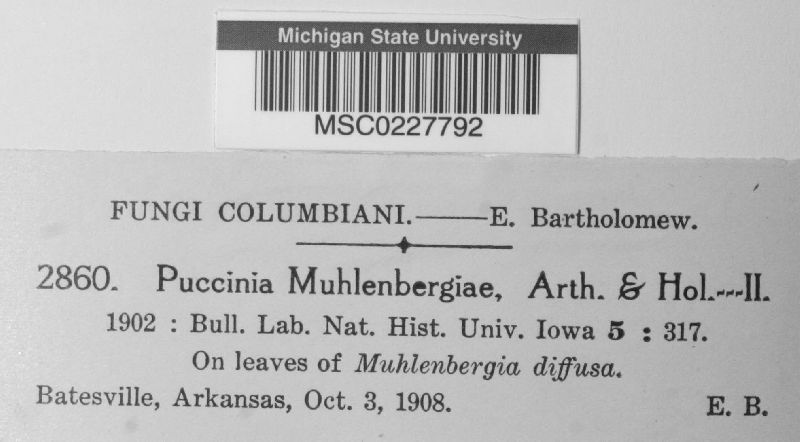 Michigan State University
MSC0227792
FUNGI COLUMBIANI.——E. Bartholomew.
2860. Puccinia Muhlenbergiae, Arth. & Hol.---II.
1902 : Bull. Lab. Nat. Hist. Univ. Iowa 5 : 317.
On leaves of Muhlenbergia diffusa.
Batesville, Arkansas, Oct. 3, 1908. E. B.